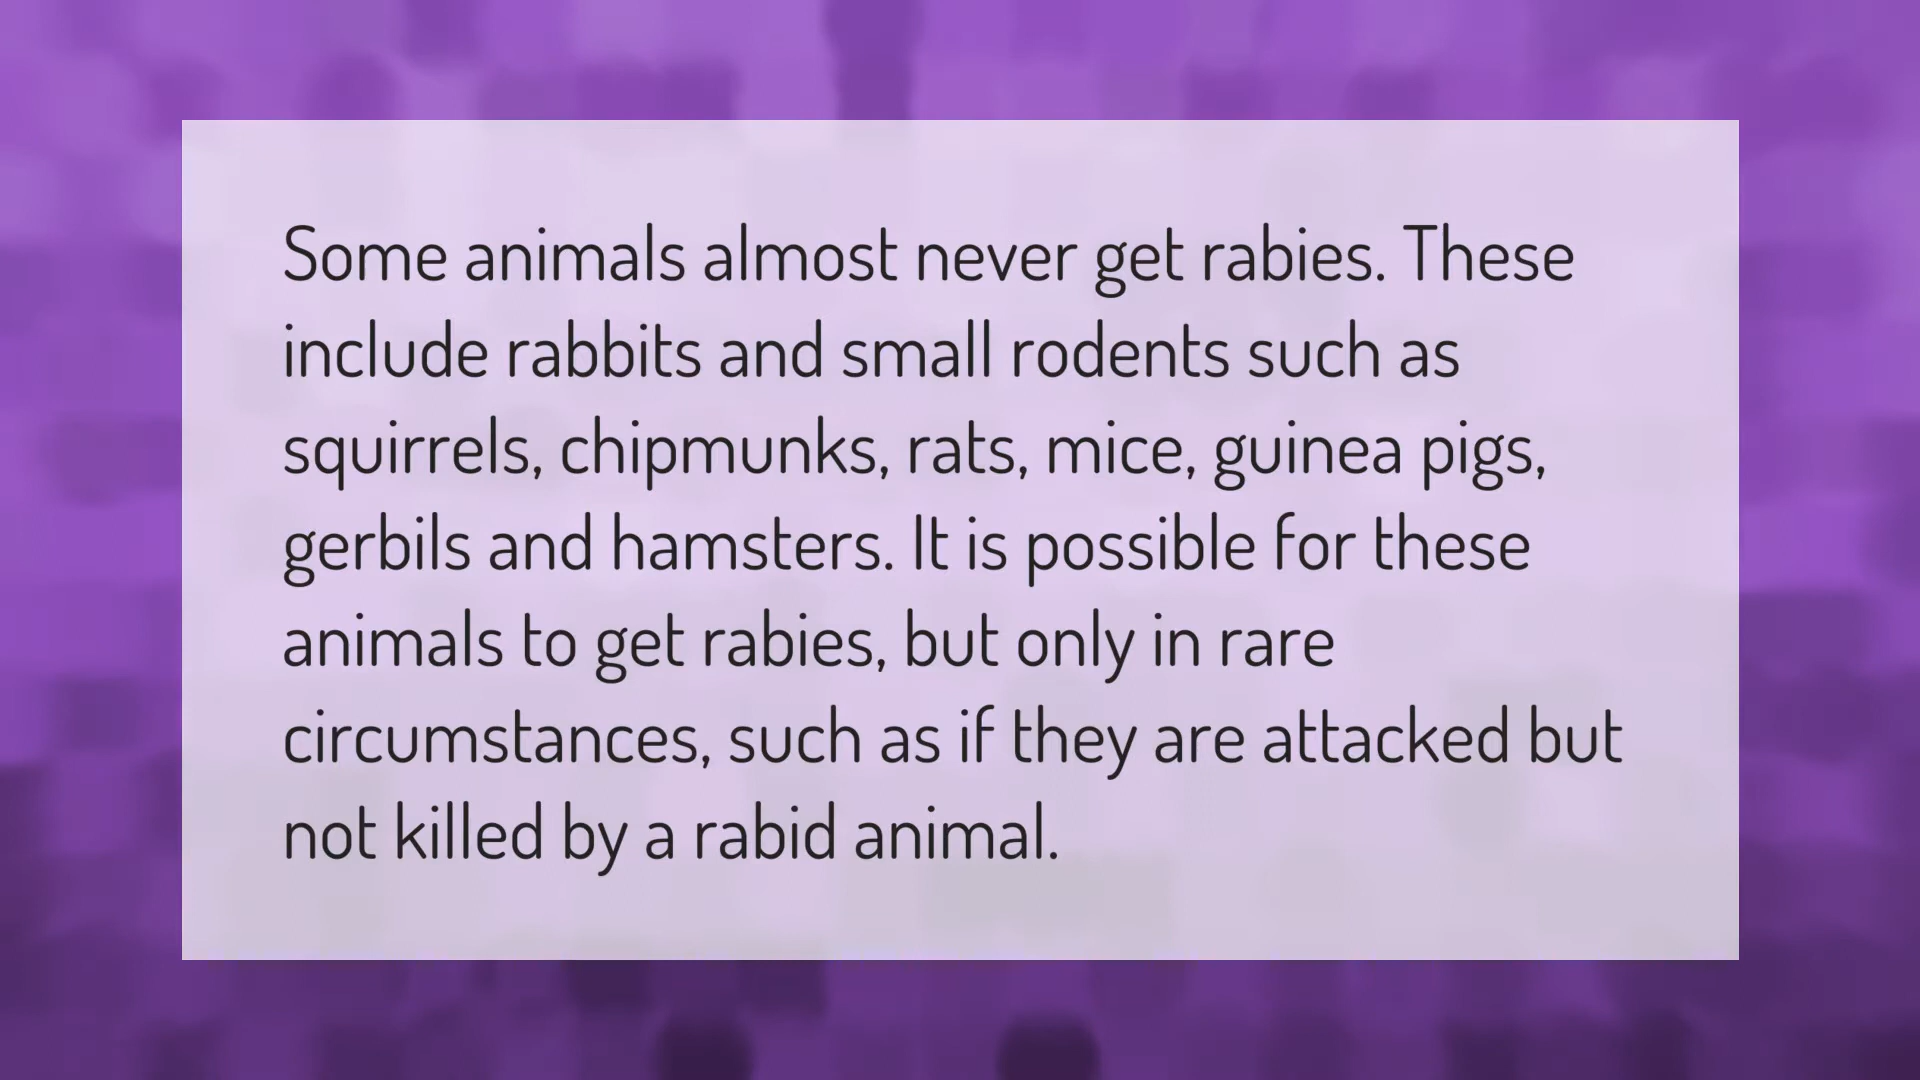 Some animals almost never get rabies. These
include rabbits and small rodents such as
squirrels, chipmunks, rats, mice, guinea pigs,
gerbils and hamsters. It is possible for these
animals to get rabies, but only in rare
circumstances, such as if they are attacked but
not killed by a rabid animal.